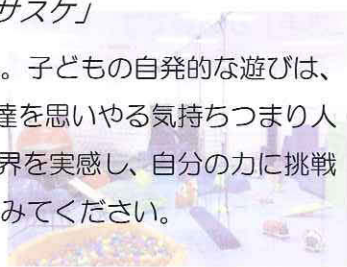 サスケ」
。子どもの自発的な遊びは、
達を思いやる気持ちつまり人
界を実感し、自分の力に挑戦
みてください。